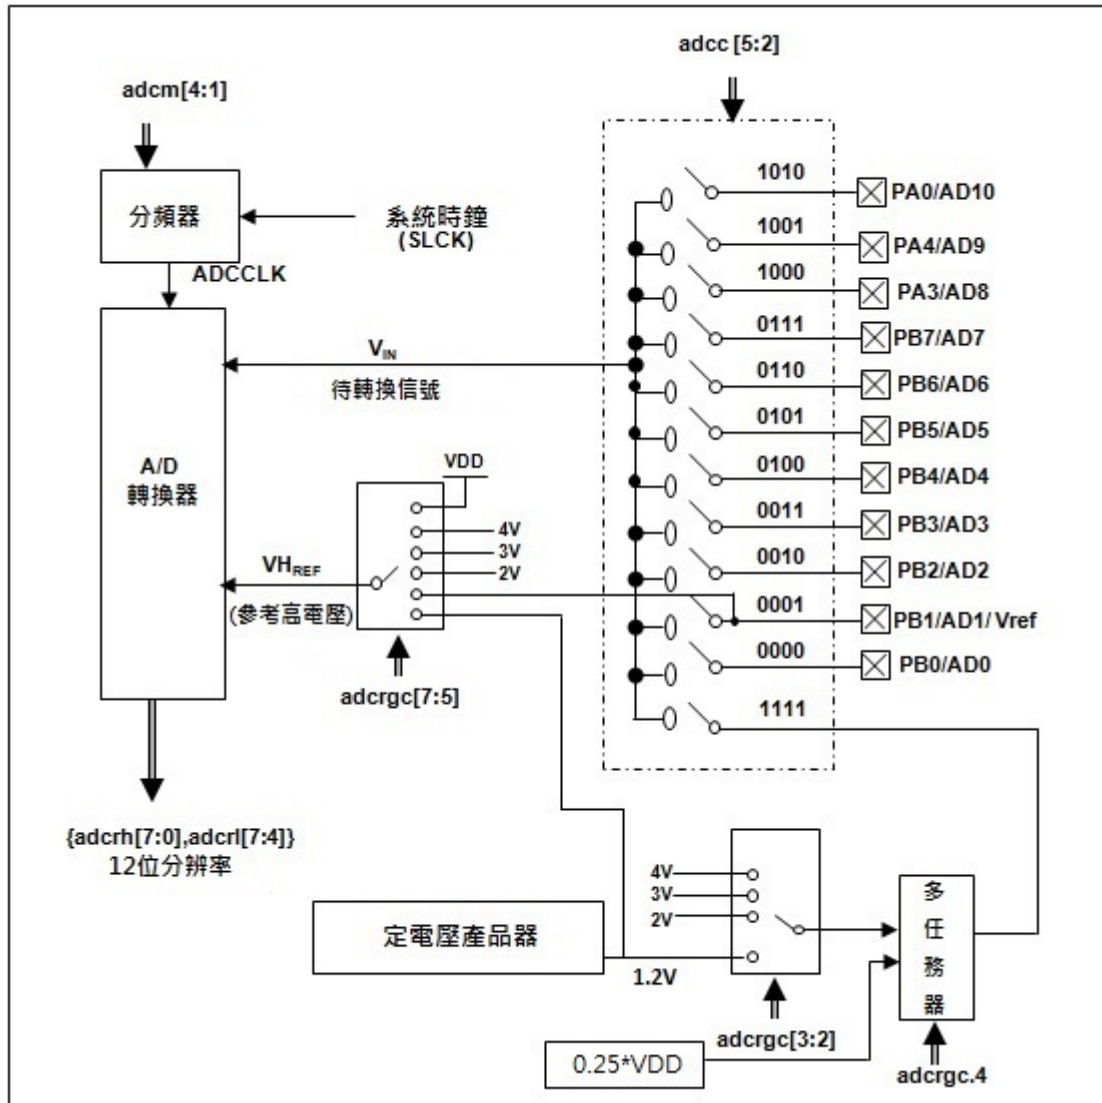 adcc [5:2]
adcm[4:1]
分頻器
系統時鐘
(SLCK)
ADCCLK
1010
PA0/AD10
1001
PA4/AD9
1000
PA3/AD8
0111
PB7/AD7
VIN
待轉換信號
0110
PB6/AD6
0101
PB5/AD5
0100
PB4/AD4
0011
PB3/AD3
0010
PB2/AD2
0001
PB1/AD1/ Vref
0000
PB0/AD0
1111
A/D
轉換器
VDD
4V
3V
2V
VHREF
(參考高電壓)
adcrgc[7:5]
{adcrh[7:0],adcrl[7:4]}
12位分辨率
定電壓產品器
1.2V
4V
3V
2V
adcrgc[3:2]
多任務器
0.25*VDD
adcrgc.4